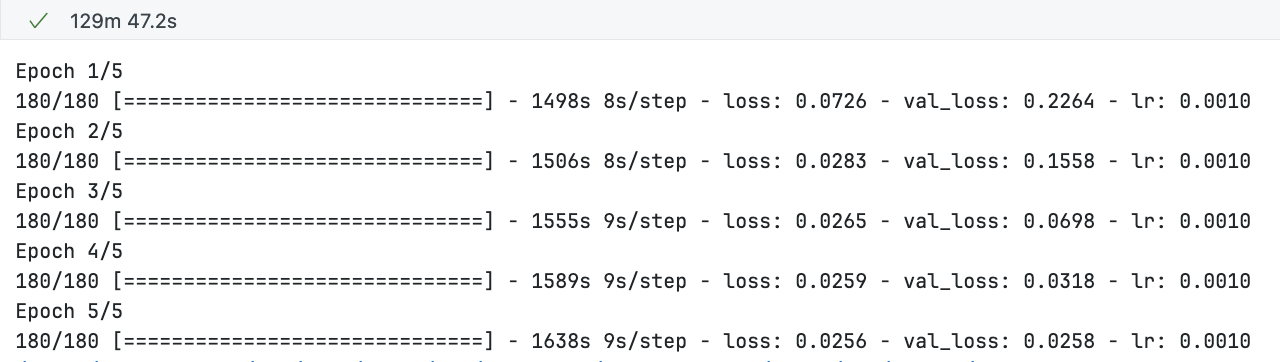 129m 47.2s
Epoch 1/5
180/180 [==============================] - 1498s 8s/step - loss: 0.0726 - val_loss: 0.2264 - lr: 0.0010
Epoch 2/5
180/180 [==============================] - 1506s 8s/step - loss: 0.0283 - val_loss: 0.1558 - lr: 0.0010
Epoch 3/5
180/180 [==============================] - 1555s 9s/step - loss: 0.0265 - val_loss: 0.0698 - lr: 0.0010
Epoch 4/5
180/180 [==============================] - 1589s 9s/step - loss: 0.0259 - val_loss: 0.0318 - lr: 0.0010
Epoch 5/5
180/180 [==============================] - 1638s 9s/step - loss: 0.0256 - val_loss: 0.0258 - lr: 0.0010